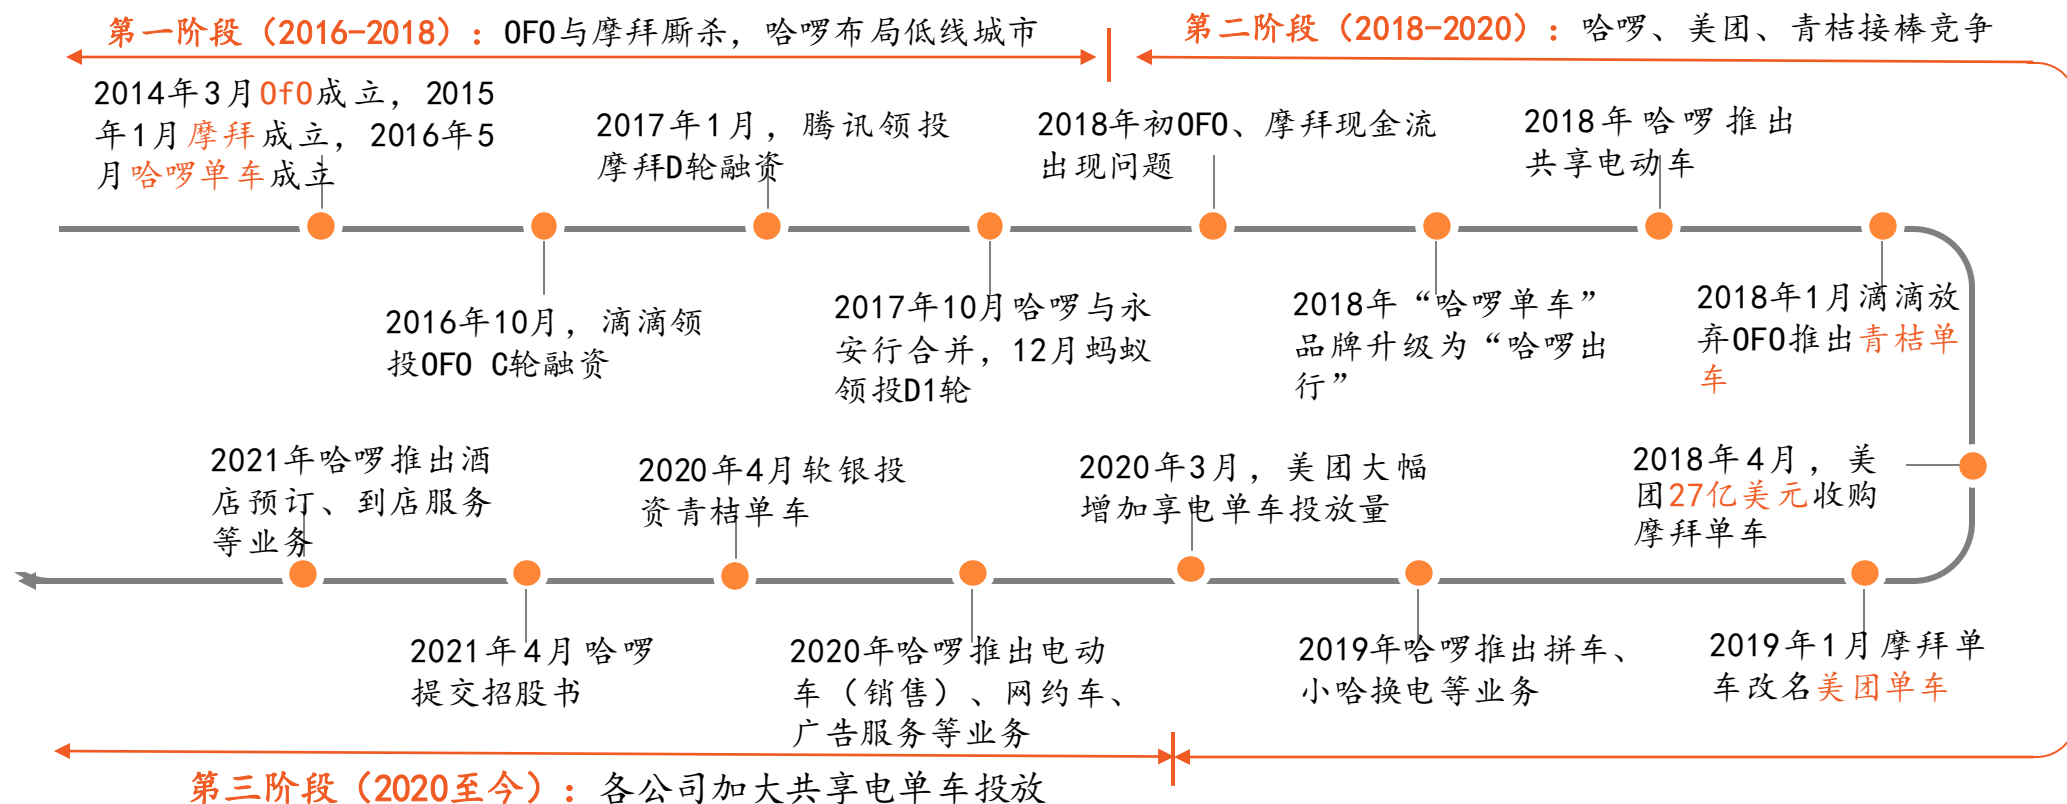 第一阶段（2016-2018）：OFO与摩拜厮杀，哈啰布局低线城市
第二阶段（2018-2020）：哈啰、美团、青桔接棒竞争
2014年3月OfO成立，2015
年1月摩拜成立，2016年5
月哈啰单车成立
2016年10月，滴滴领
投OFO C轮融资
2017年1月，腾讯领投
摩拜D轮融资
2017年10月哈啰与永
安行合并，12月蚂蚁
领投D1轮
2018年初OFO、摩拜现金流
出现问题
2018年“哈啰单车”
品牌升级为“哈啰出
行”
2018年哈啰推出
共享电动车
2018年1月滴滴放
弃OFO推出青桔单
车
2018年4月，美
团27亿美元收购
摩拜单车
2019年1月摩拜单
车改名美团单车
2019年哈啰推出拼车、
小哈换电等业务
2020年3月，美团大幅
增加享电单车投放量
2020年哈啰推出电动
车（销售）、网约车、
广告服务等业务
2020年4月软银投
资青桔单车
2021年4月哈啰
提交招股书
2021年哈啰推出酒
店预订、到店服务
等业务
第三阶段（2020至今）：各公司加大共享电单车投放